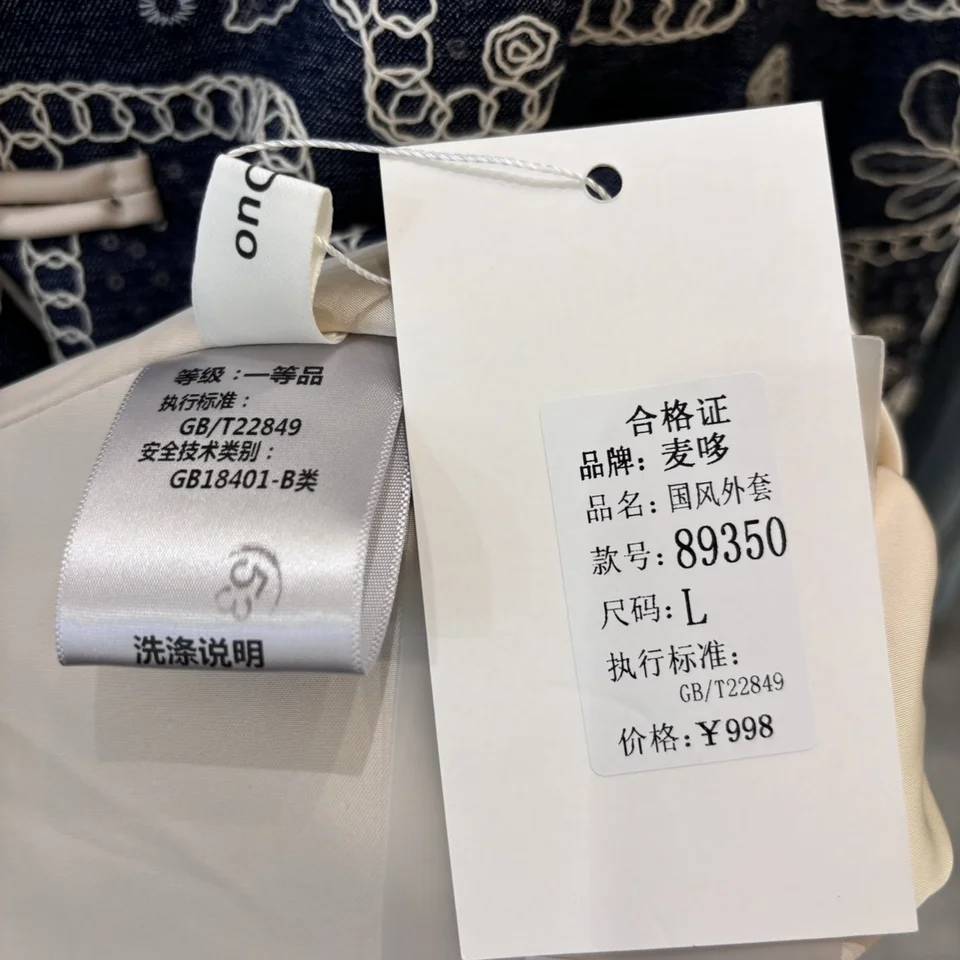 等级：一等品
执行标准：
GB/T22849
安全技术类别：
GB18401-B类
洗涤说明
合格证
品牌：麦哆
品名：国风外套
款号：89350
尺码：L
执行标准：
GB/T22849
价格：￥998